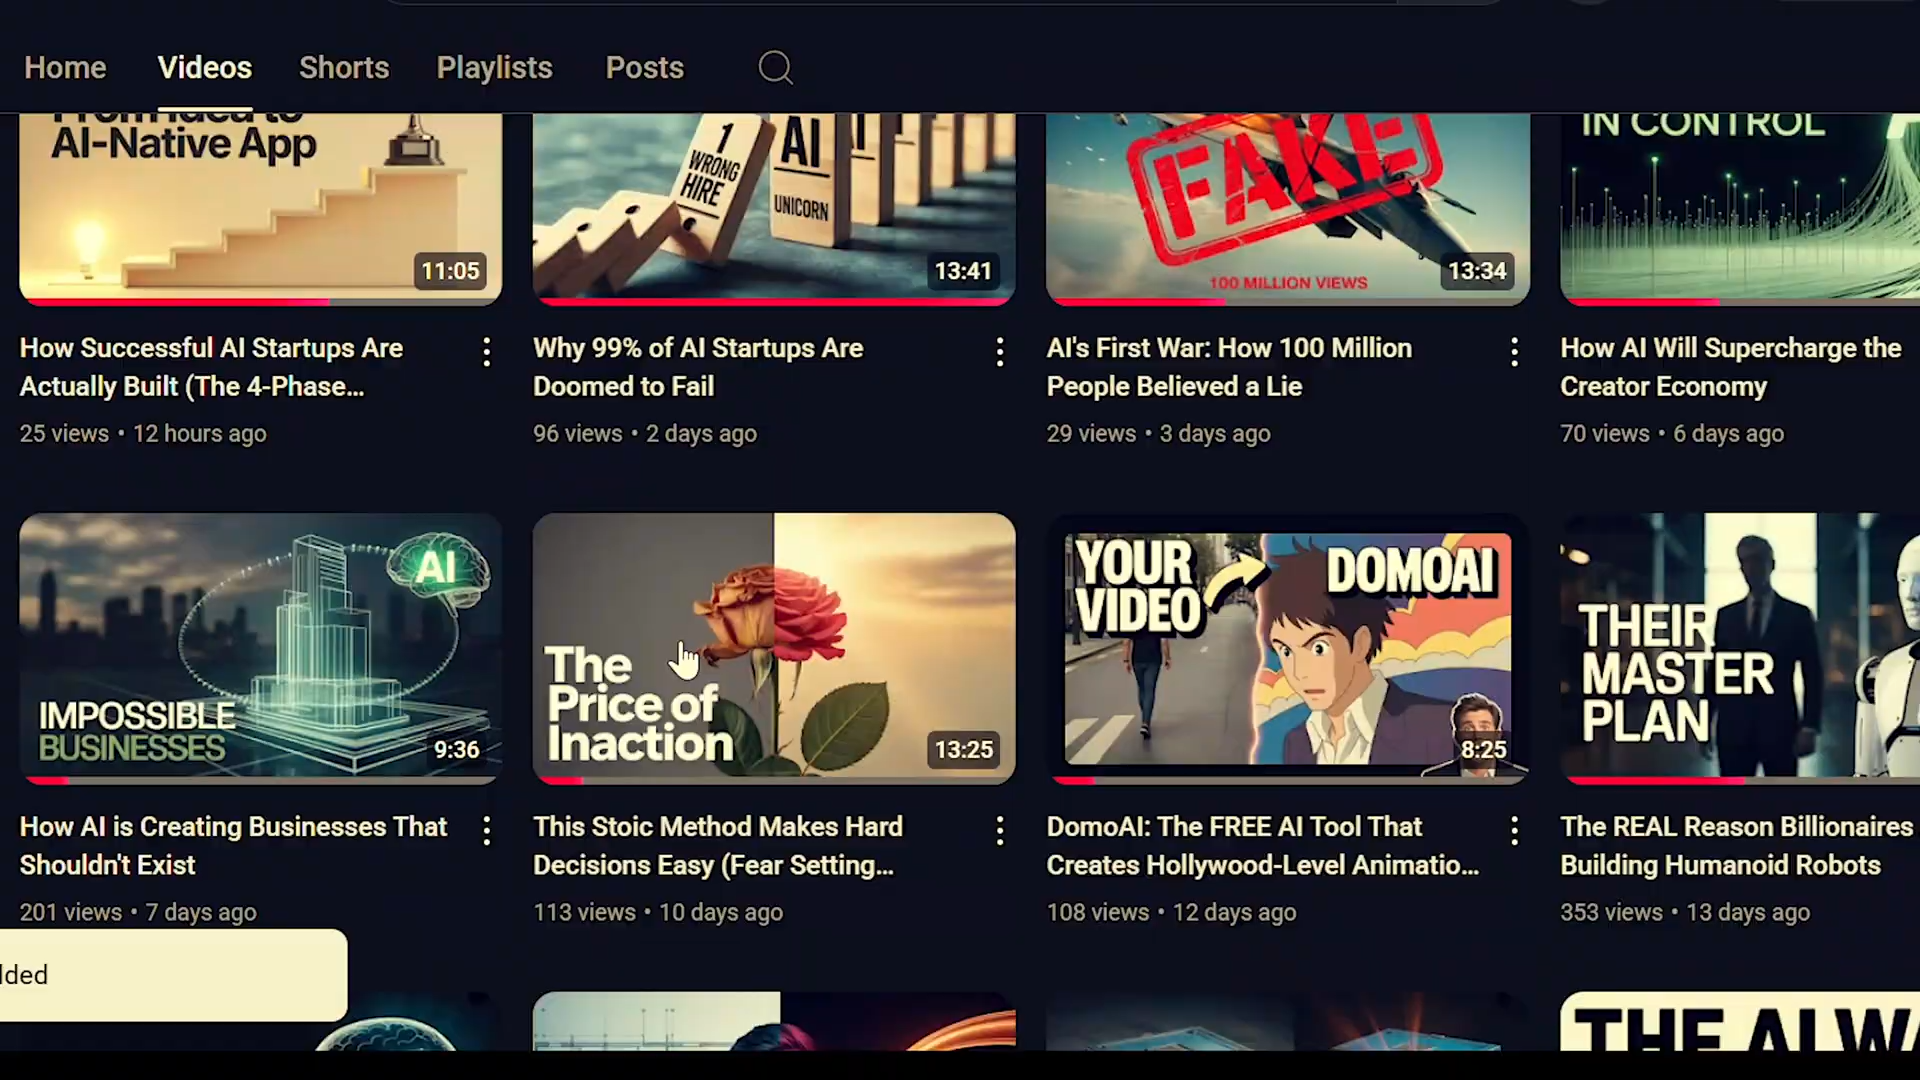 Home Videos Shorts Playlists Posts
From Idea to
AI-Native App
11:05
1
WRONG
HIRE
AI
UNICORN
13:41
FAKE
100 MILLION VIEWS
13:34
IN CONTROL
How Successful AI Startups Are
Actually Built (The 4-Phase...
25 views • 12 hours ago
Why 99% of AI Startups Are
Doomed to Fail
96 views • 2 days ago
AI's First War: How 100 Million
People Believed a Lie
29 views • 3 days ago
How AI Will Supercharge the
Creator Economy
70 views • 6 days ago
AI
IMPOSSIBLE
BUSINESSES
9:36
The
Price of
Inaction
13:25
YOUR
VIDEO
DOMOAI
8:25
THEIR
MASTER
PLAN
How AI is Creating Businesses That
Shouldn't Exist
201 views • 7 days ago
This Stoic Method Makes Hard
Decisions Easy (Fear Setting...
113 views • 10 days ago
DomoAI: The FREE AI Tool That
Creates Hollywood-Level Animatio...
108 views • 12 days ago
The REAL Reason Billionaires
Building Humanoid Robots
353 views • 13 days ago
THE AI